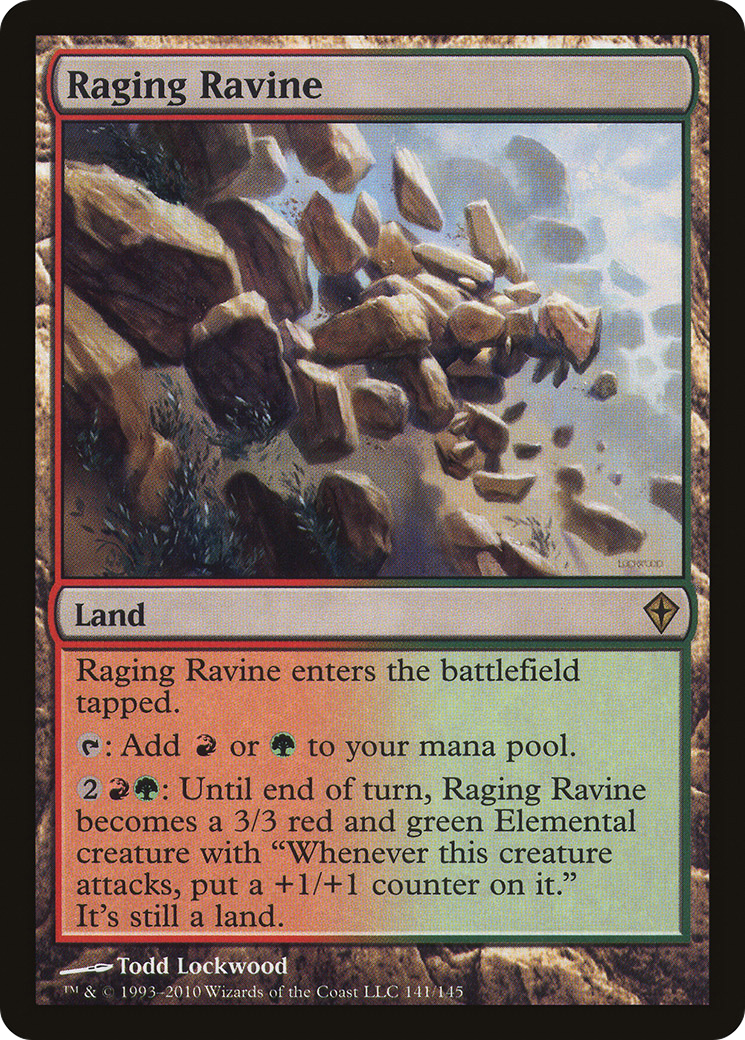 Raging Ravine
LOCKWOOD
Land
Raging Ravine enters the battlefield
tapped.
: Add or to your mana pool.
2: Until end of turn, Raging Ravine
becomes a 3/3 red and green Elemental
creature with “Whenever this creature
attacks, put a +1/+1 counter on it.”
It's still a land.
Todd Lockwood
™ & © 1993–2010 Wizards of the Coast LLC 141/145